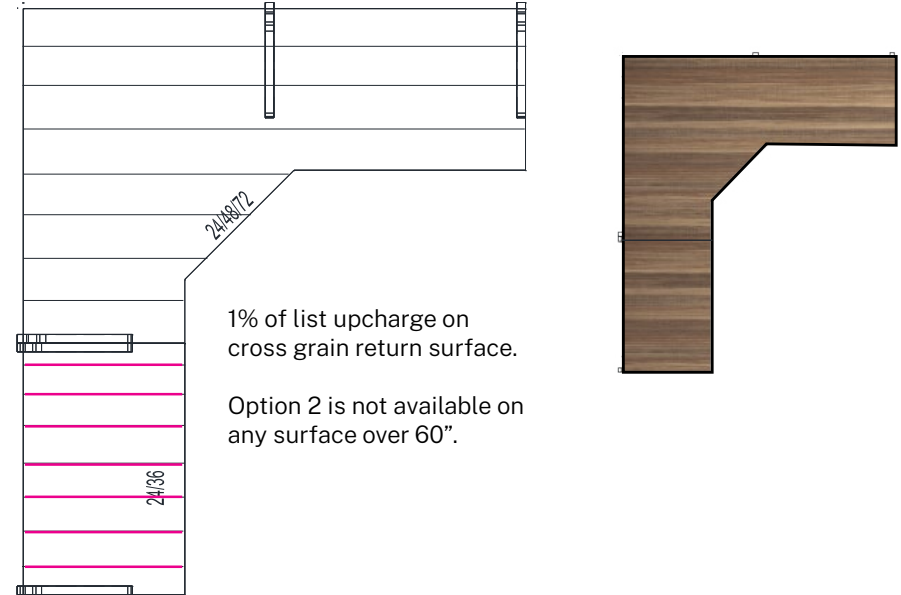 24/48/72
1% of list upcharge on
cross grain return surface.
Option 2 is not available on
any surface over 60”.
24/36